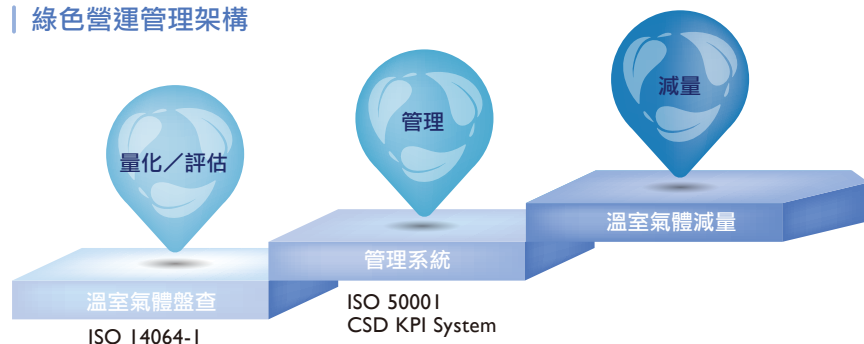 綠色營運管理架構
量化／評估
管理
減量
溫室氣體盤查
管理系統
溫室氣體減量
ISO 14064-1
ISO 50001
CSD KPI System